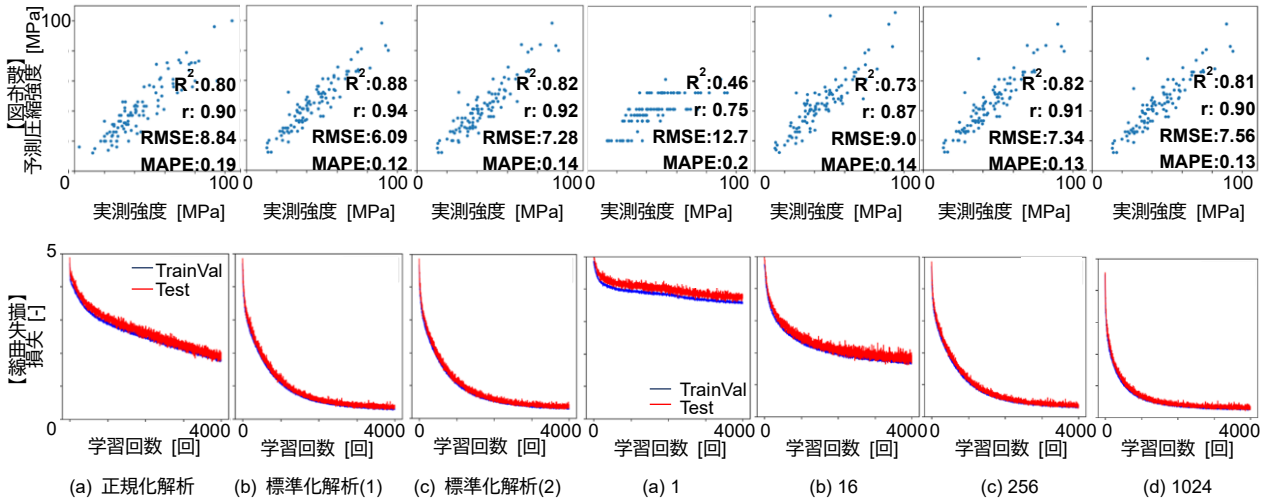 【散布図】
予測圧縮強度 [MPa]
100
R²:0.80
r: 0.90
RMSE:8.84
MAPE:0.19
R²:0.88
r: 0.94
RMSE:6.09
MAPE:0.12
R²:0.82
r: 0.92
RMSE:7.28
MAPE:0.14
R²:0.46
r: 0.75
RMSE:12.7
MAPE:0.2
R²:0.73
r: 0.87
RMSE:9.0
MAPE:0.14
R²:0.82
r: 0.91
RMSE:7.34
MAPE:0.13
R²:0.81
r: 0.90
RMSE:7.56
MAPE:0.13
0 100 0 100 0 1000 100 0 100 0 100 0 100
実測強度 [MPa] 実測強度 [MPa] 実測強度 [MPa] 実測強度 [MPa] 実測強度 [MPa] 実測強度 [MPa] 実測強度 [MPa]
【損失曲線】
損失 [-]
5
TrainVal
Test
TrainVal
Test
0 4000 4000 4000 0 4000 4000 4000 4000
学習回数 [回] 学習回数 [回] 学習回数 [回] 学習回数 [回] 学習回数 [回] 学習回数 [回] 学習回数 [回]
(a) 正規化解析 (b) 標準化解析(1) (c) 標準化解析(2) (a) 1 (b) 16 (c) 256 (d) 1024